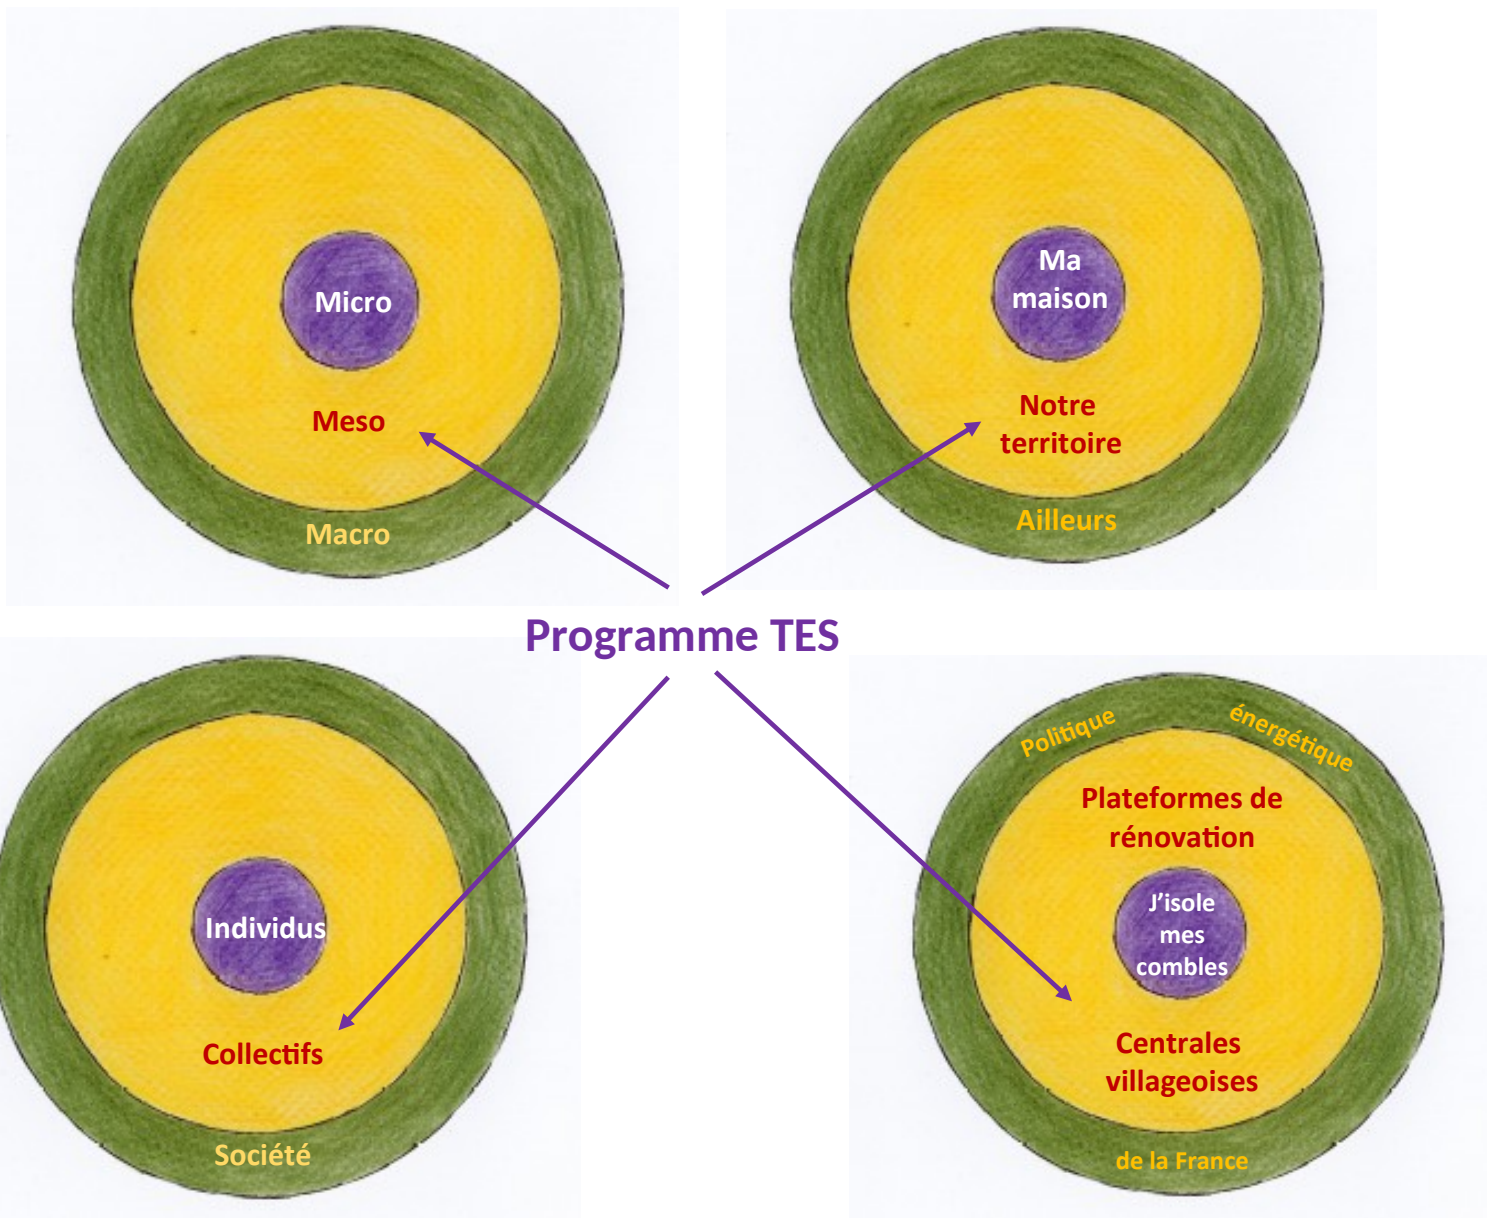 Micro
Meso
Macro
Ma
maison
Notre
territoire
Ailleurs
Programme TES
Individus
Collectifs
Société
Politique
énergétique
Plateformes de
rénovation
J’isole
mes
combles
Centrales
villageoises
de la France